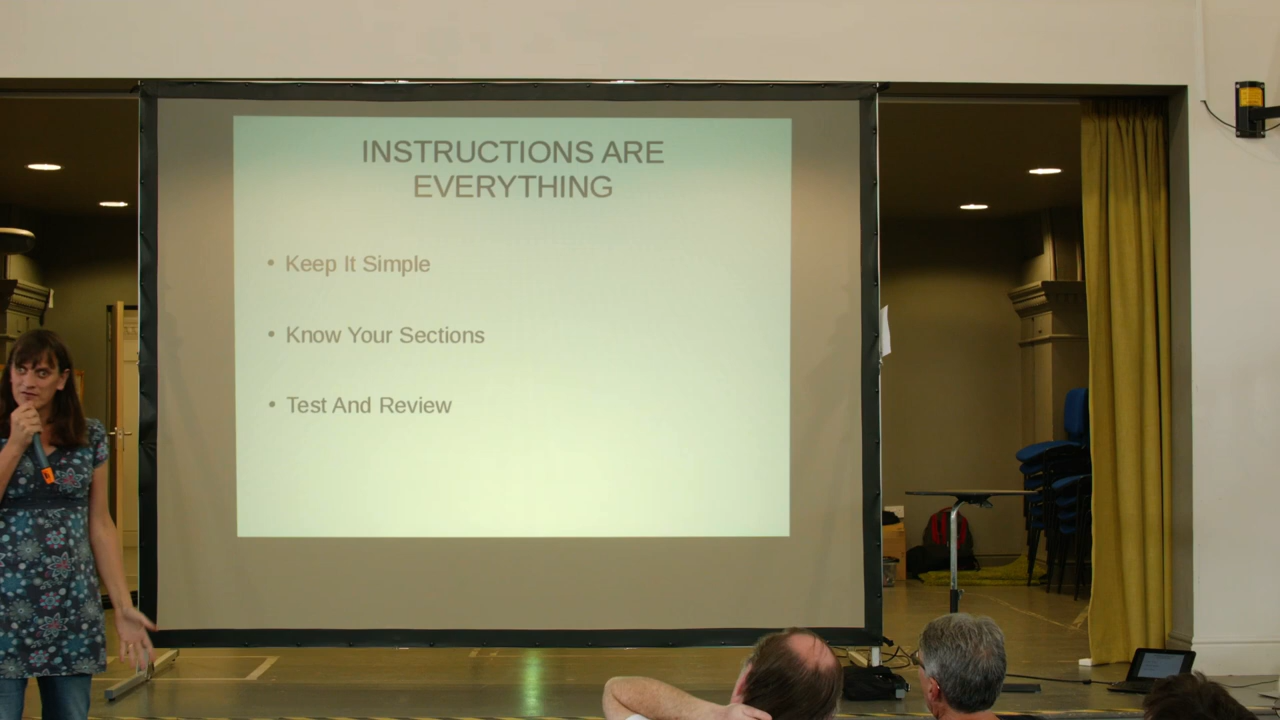 INSTRUCTIONS ARE
EVERYTHING
• Keep It Simple
• Know Your Sections
• Test And Review